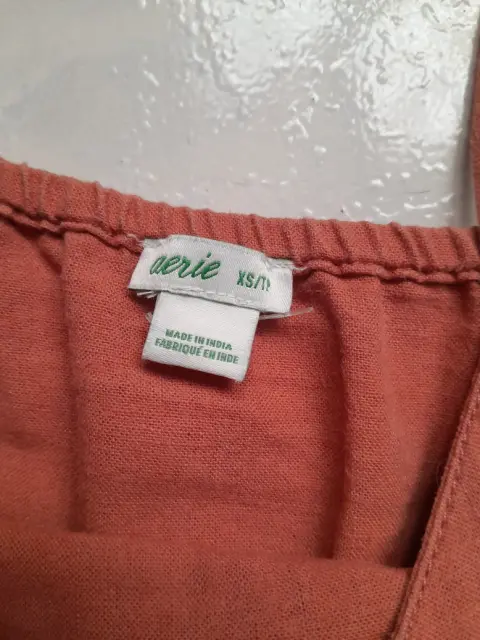 aerie XS/TP
MADE IN INDIA
FABRIQUÉ EN INDE